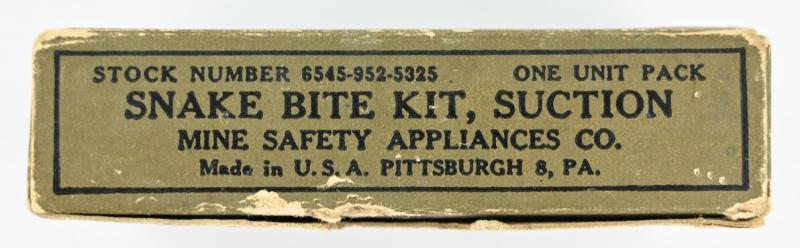 STOCK NUMBER 6545-952-5325 ONE UNIT PACK
SNAKE BITE KIT, SUCTION
MINE SAFETY APPLIANCES CO.
Made in U.S.A. PITTSBURGH 8, PA.